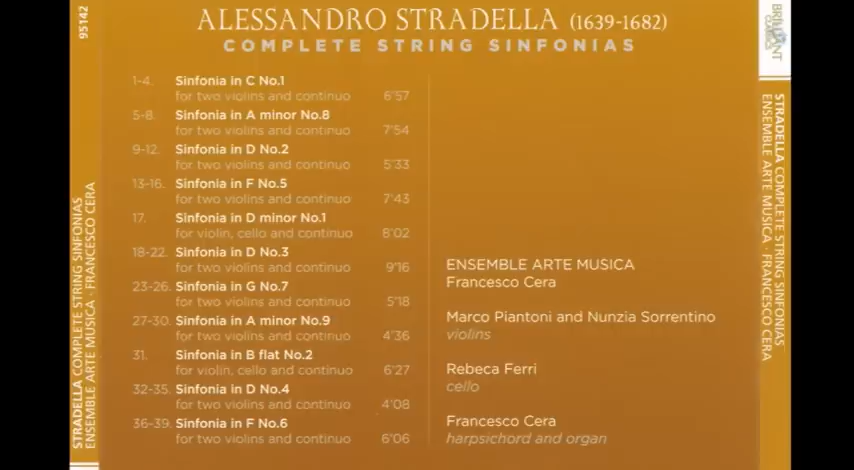 ALESSANDRO STRADELLA (1639-1682)
COMPLETE STRING SINFONIAS
1-4. Sinfonia in C No.1
for two violins and continuo 6'57
5-8. Sinfonia in A minor No.8
for two violins and continuo 7'54
9-12. Sinfonia in D No.2
for two violins and continuo 5'33
13-16. Sinfonia in F No.5
for two violins and continuo 7'43
17. Sinfonia in D minor No.1
for violin, cello and continuo 8'02
18-22. Sinfonia in D No.3
for two violins and continuo 9'16
23-26. Sinfonia in G No.7
for two violins and continuo 5'18
27-30. Sinfonia in A minor No.9
for two violins and continuo 4'36
31. Sinfonia in B flat No.2
for violin, cello and continuo 6'27
32-35. Sinfonia in D No.4
for two violins and continuo 4'08
36-39. Sinfonia in F No.6
for two violins and continuo 6'06
ENSEMBLE ARTE MUSICA
Francesco Cera
Marco Piantoni and Nunzia Sorrentino
violins
Rebeca Ferri
cello
Francesco Cera
harpsichord and organ
95142
STRADELLA COMPLETE STRING SINFONIAS
ENSEMBLE ARTE MUSICA · FRANCESCO CERA
BRILLIANT
CLASSICS
STRADELLA COMPLETE STRING SINFONIAS
ENSEMBLE ARTE MUSICA · FRANCESCO CERA